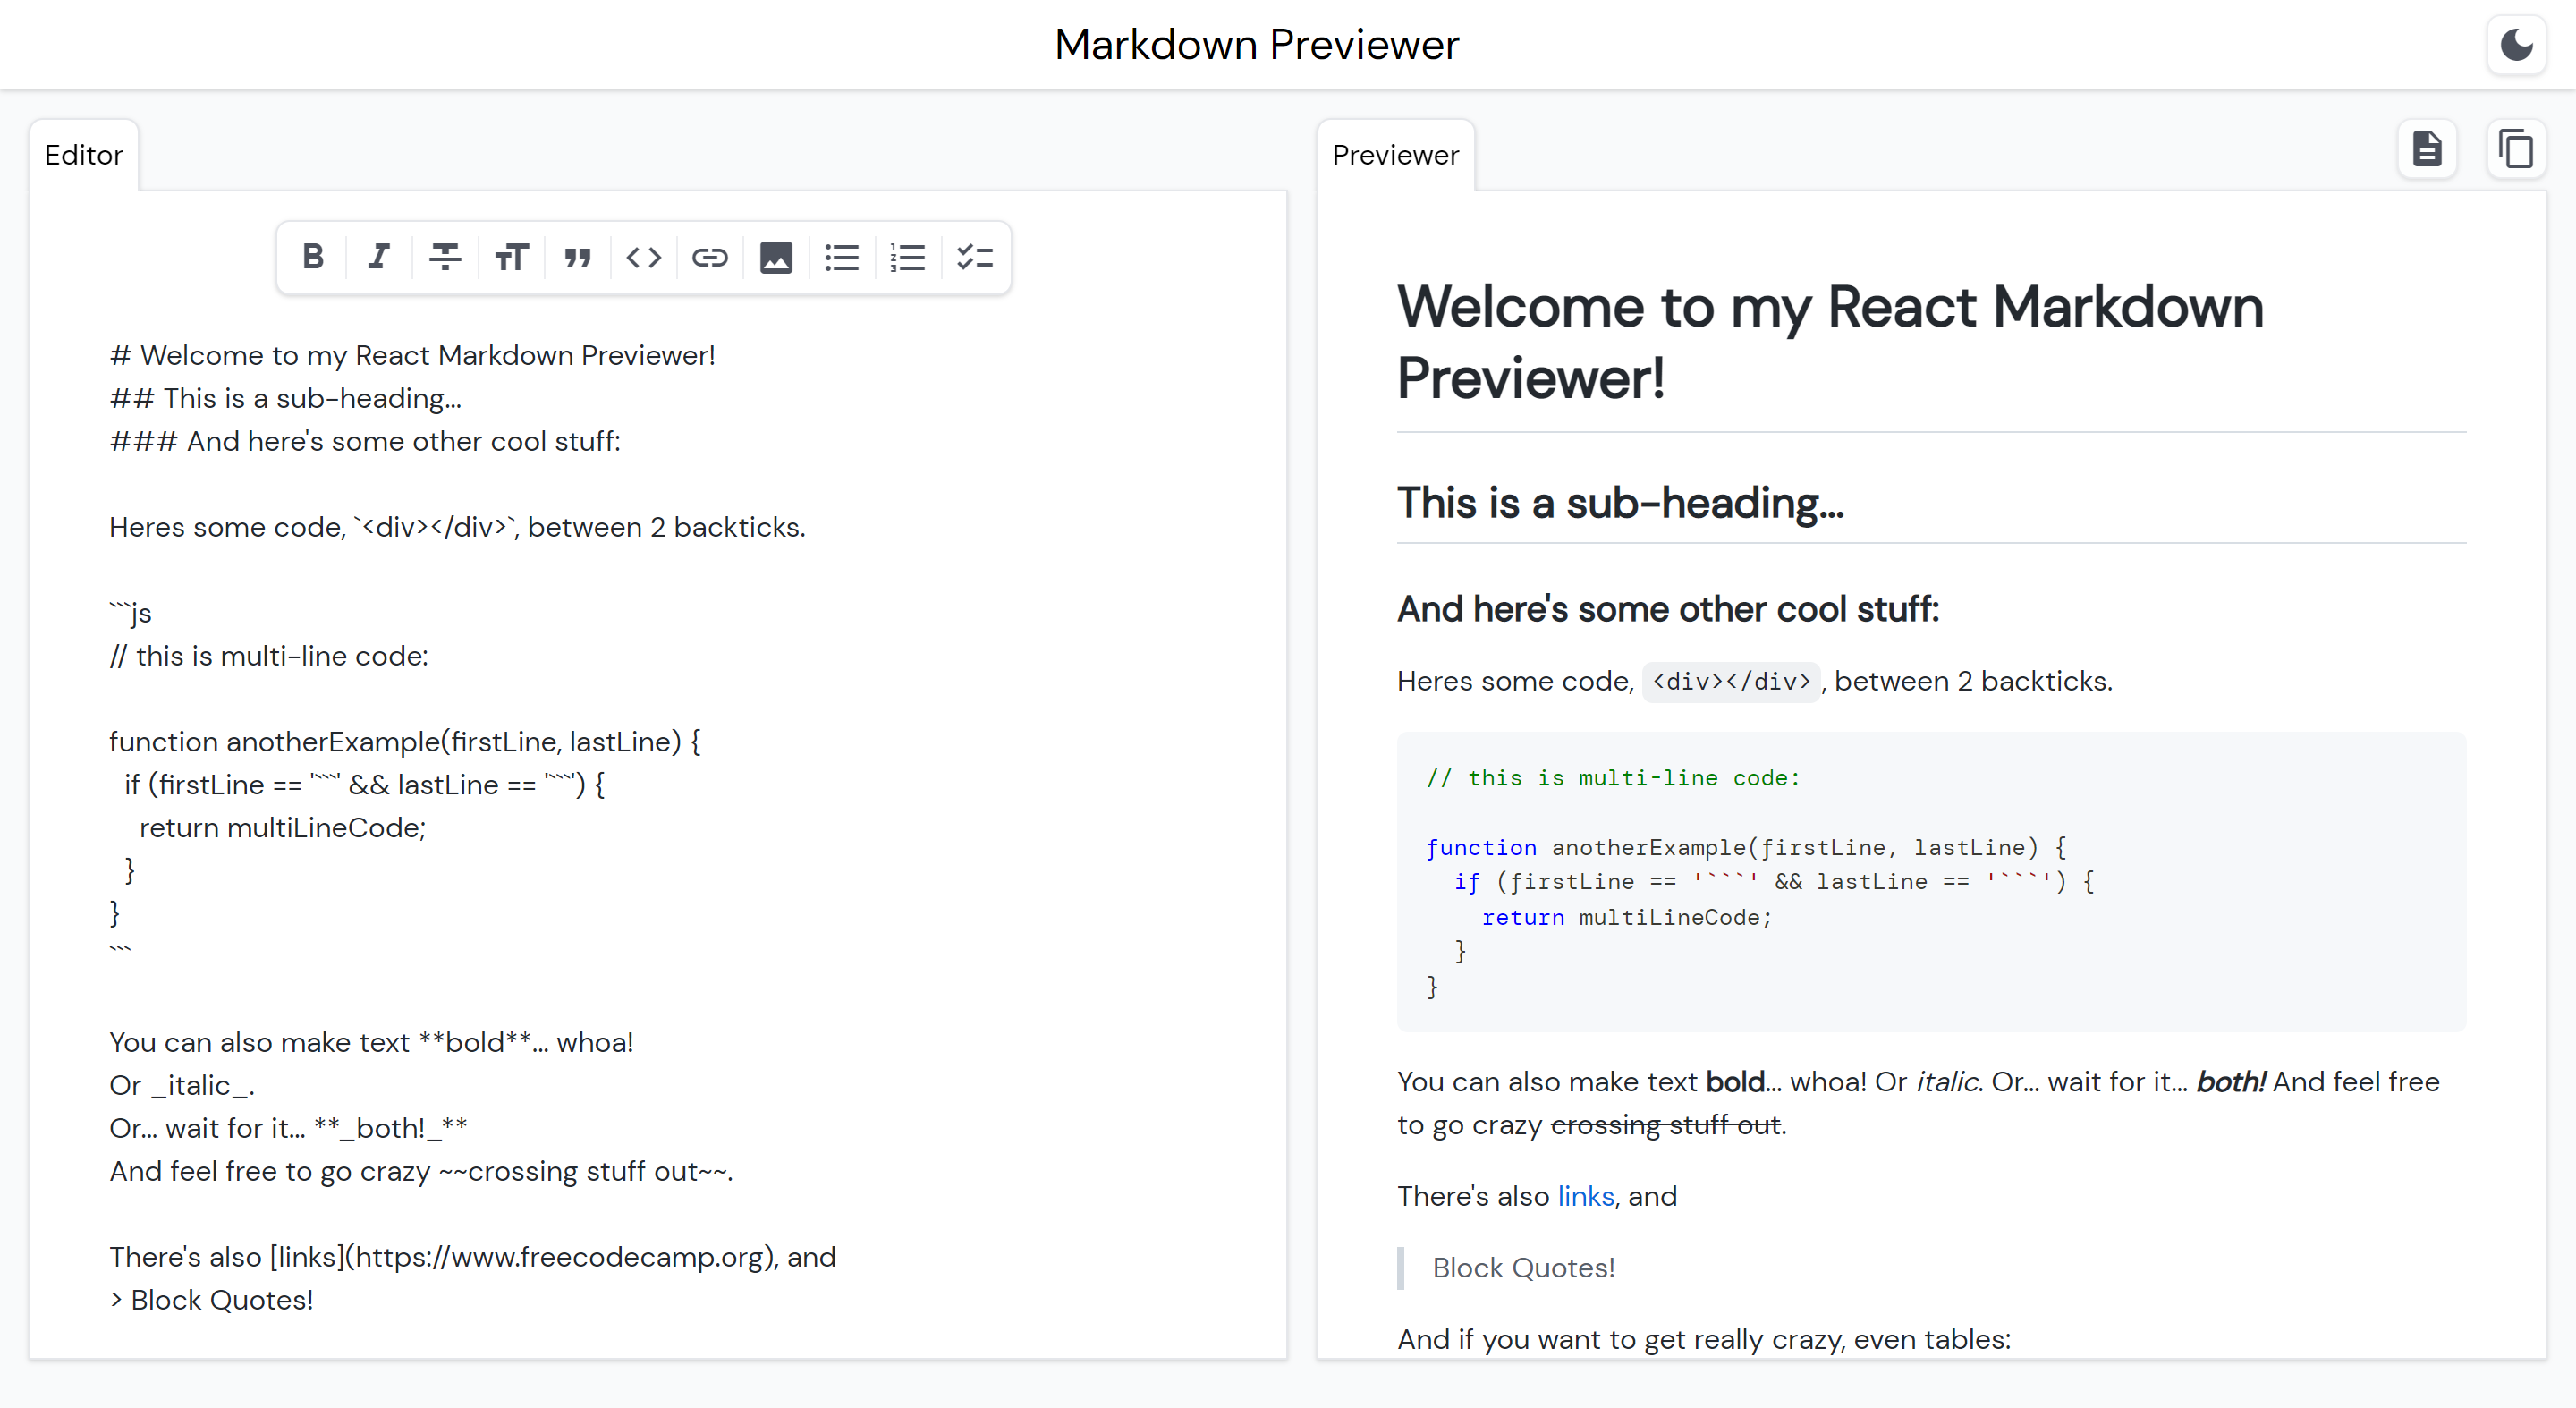 Markdown Previewer
Editor
# Welcome to my React Markdown Previewer!
## This is a sub-heading...
### And here's some other cool stuff:
Heres some code, `<div></div>`, between 2 backticks.
```js
// this is multi-line code:
function anotherExample(firstLine, lastLine) {
  if (firstLine == '```' && lastLine == '```') {
    return multiLineCode;
  }
}
```
You can also make text **bold**... whoa!
Or _italic_.
Or... wait for it... **_both!_**
And feel free to go crazy ~~crossing stuff out~~.
There's also [links](https://www.freecodecamp.org), and
> Block Quotes!
Previewer
Welcome to my React Markdown
Previewer!
This is a sub-heading...
And here's some other cool stuff:
Heres some code, <div></div>, between 2 backticks.
// this is multi-line code:
function anotherExample(firstLine, lastLine) {
  if (firstLine == '```' && lastLine == '```') {
    return multiLineCode;
  }
}
You can also make text bold... whoa! Or italic. Or... wait for it... both! And feel free
to go crazy crossing stuff out.
There's also links, and
Block Quotes!
And if you want to get really crazy, even tables: